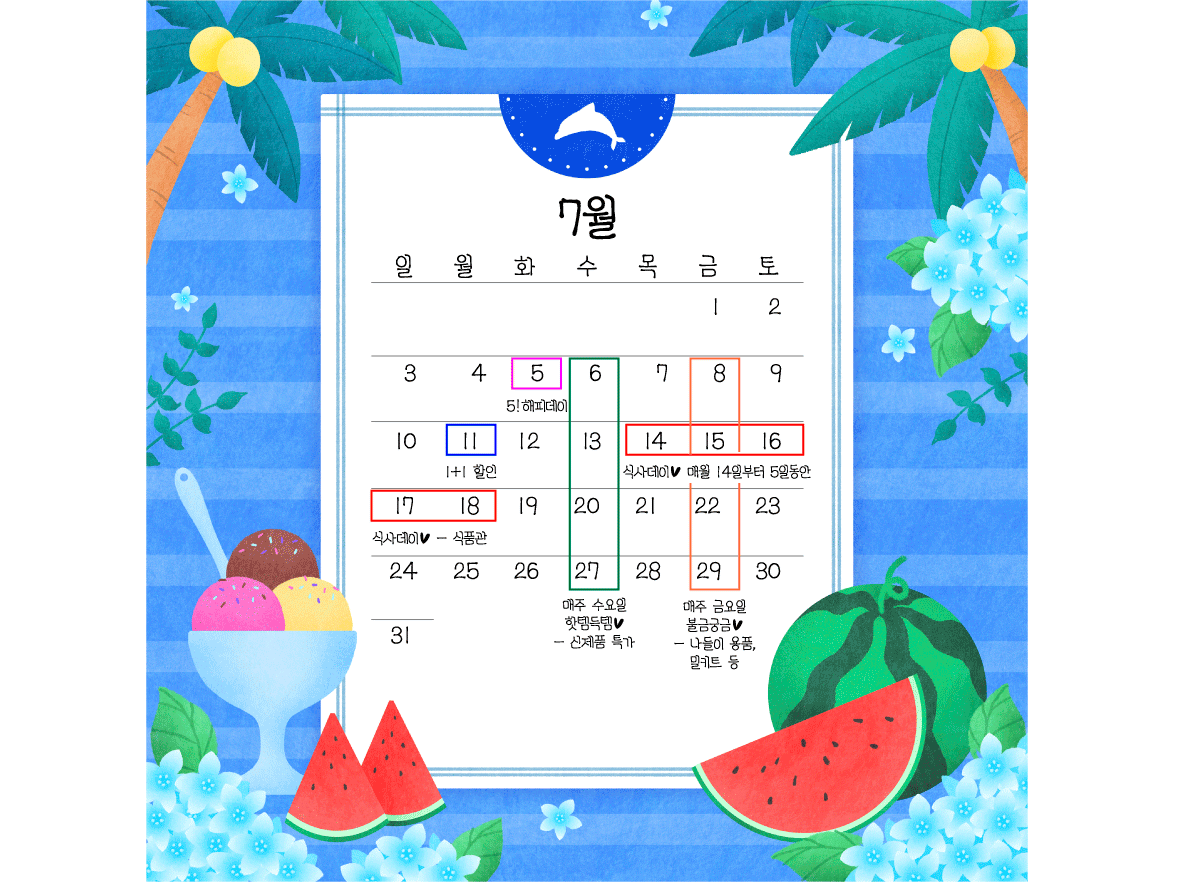 7월
일 월 화 수 목 금 토
1 2
3 4 5 6 7 8 9
5! 해피데이
10 11 12 13 14 15 16
1+1 할인 식사데이♥ 매월 14일부터 5일동안
17 18 19 20 21 22 23
식사데이♥ - 식품관
24 25 26 27 28 29 30
매주 수요일
핫템득템♥
- 신제품 특가
매주 금요일
불금궁금♥
- 나들이 용품,
밀키트 등
31